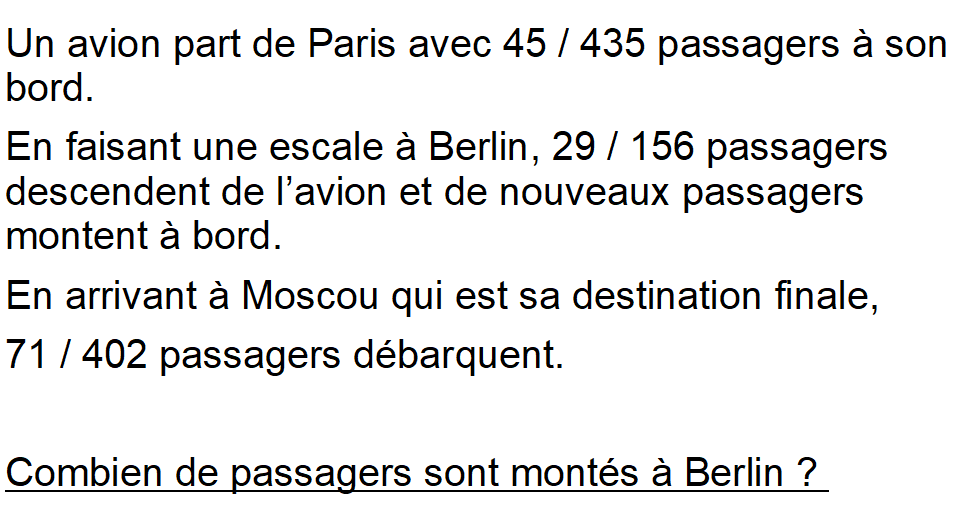 Un avion part de Paris avec 45 / 435 passagers à son
bord.
En faisant une escale à Berlin, 29 / 156 passagers
descendent de l’avion et de nouveaux passagers
montent à bord.
En arrivant à Moscou qui est sa destination finale,
71 / 402 passagers débarquent.
Combien de passagers sont montés à Berlin ?